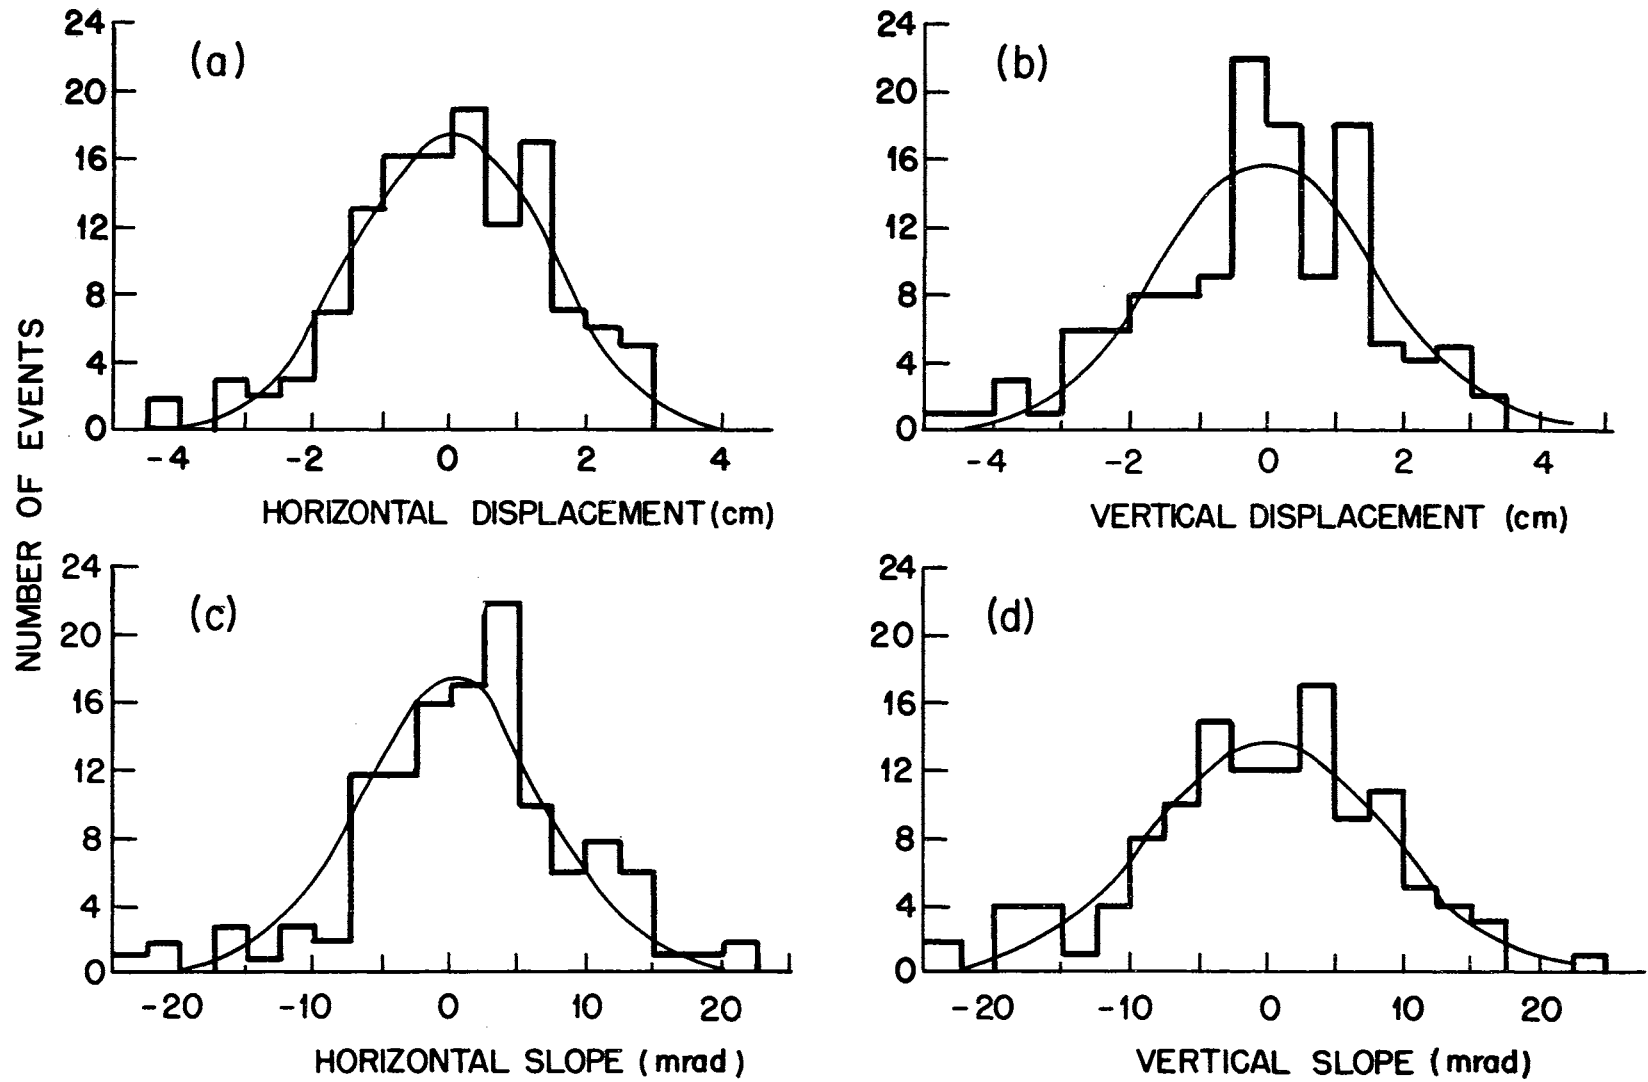 NUMBER OF EVENTS
(a)
24
20
16
12
8
4
0
-4 -2 0 2 4
HORIZONTAL DISPLACEMENT (cm)
(b)
24
20
16
12
8
4
0
-4 -2 0 2 4
VERTICAL DISPLACEMENT (cm)
(c)
24
20
16
12
8
4
0
-20 -10 0 10 20
HORIZONTAL SLOPE (mrad)
(d)
24
20
16
12
8
4
0
-20 -10 0 10 20
VERTICAL SLOPE (mrad)